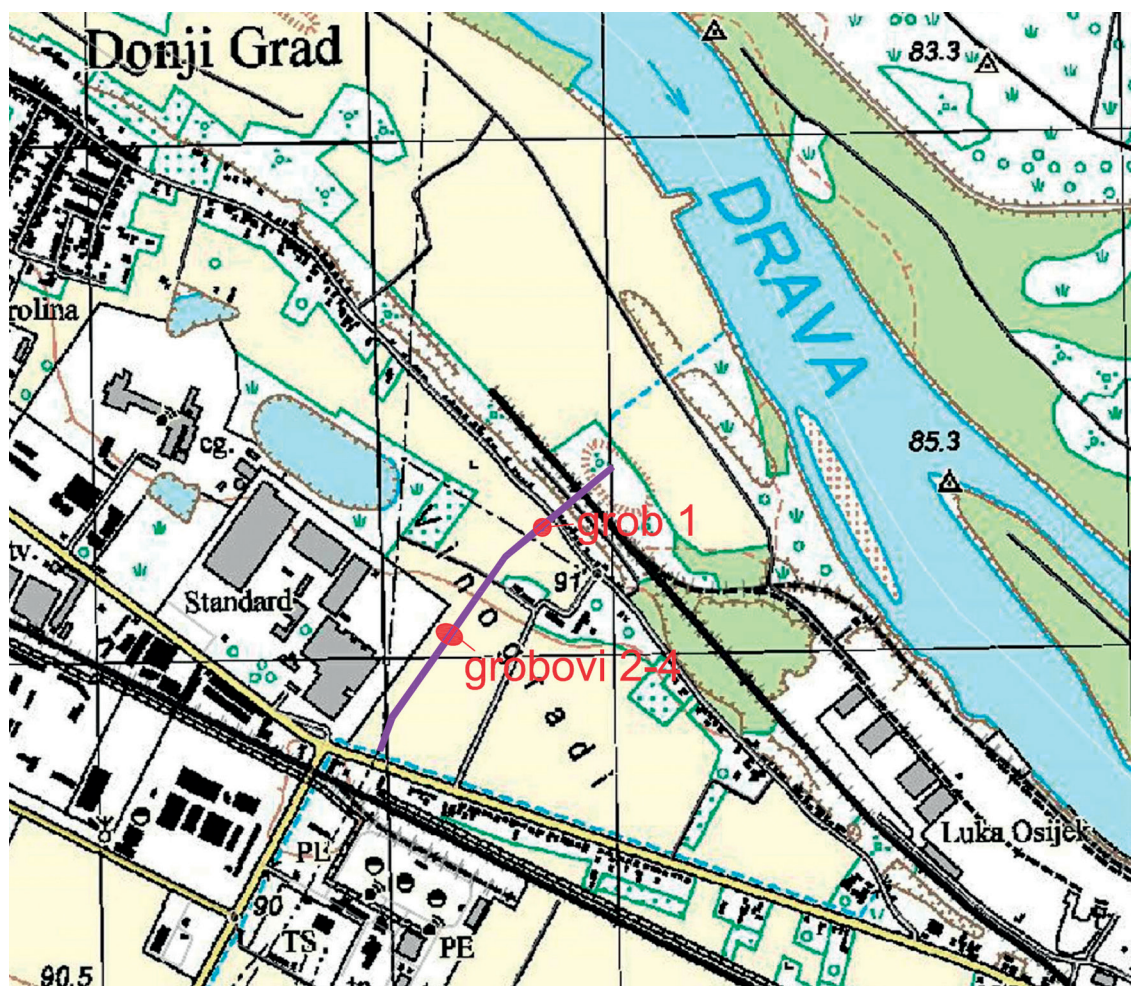 Donji Grad
83.3
DRAVA
rolina
cg.
85.3
grob 1
91
tv.
Standard
grobovi 2-4
Luka Osijek
PE
90
TS
PE
90.5